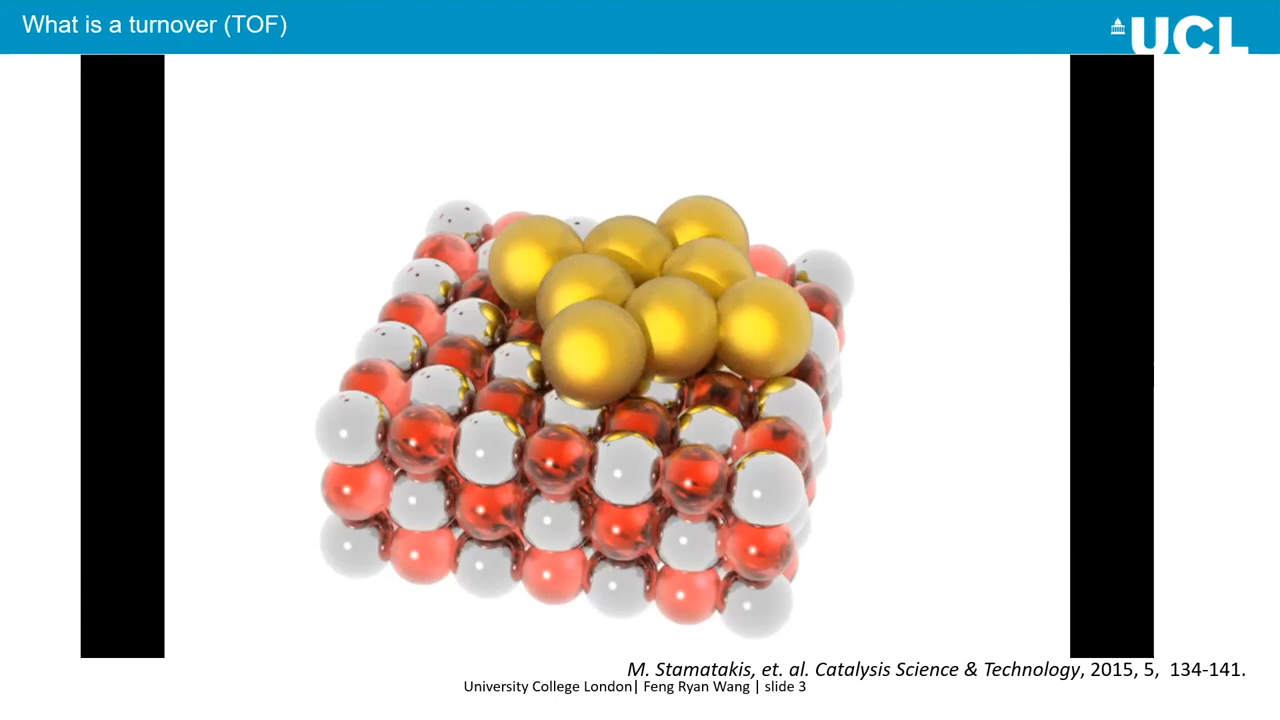 What is a turnover (TOF)
UCL
M. Stamatakis, et. al. Catalysis Science & Technology, 2015, 5, 134-141.
University College London| Feng Ryan Wang | slide 3